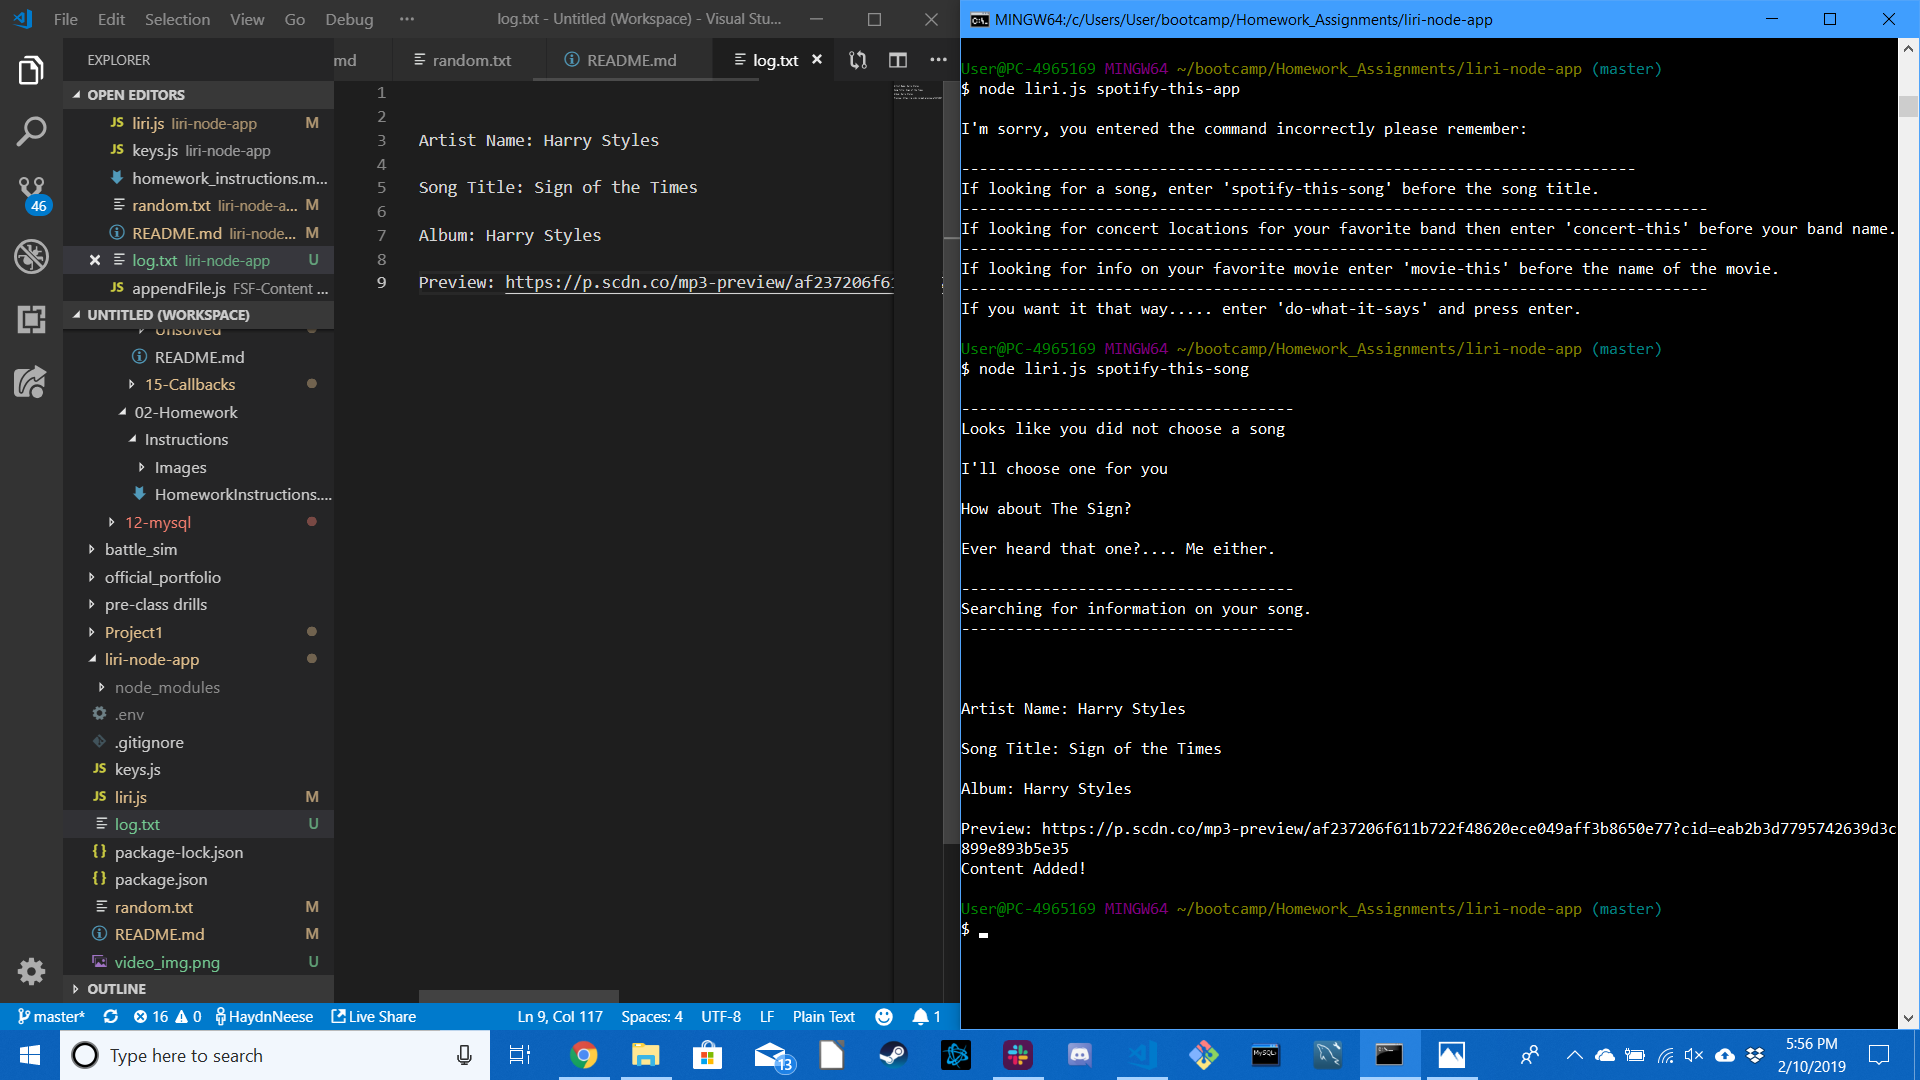 File Edit Selection View Go Debug ··· log.txt - Untitled (Workspace) - Visual Stu...
EXPLORER
OPEN EDITORS
JS liri.js liri-node-app M
JS keys.js liri-node-app
homework_instructions.m...
random.txt liri-node-a... M
README.md liri-node... M
log.txt liri-node-app U
JS appendFile.js FSF-Content ...
46
UNTITLED (WORKSPACE)
Unsolved
README.md
15-Callbacks
02-Homework
Instructions
Images
HomeworkInstructions....
12-mysql
battle_sim
official_portfolio
pre-class drills
Project1
liri-node-app
node_modules
.env
.gitignore
JS keys.js
JS liri.js M
log.txt U
{} package-lock.json
{} package.json
random.txt M
README.md M
video_img.png U
OUTLINE
md random.txt README.md log.txt
1
2
3 Artist Name: Harry Styles
4
5 Song Title: Sign of the Times
6
7 Album: Harry Styles
8
9 Preview: https://p.scdn.co/mp3-preview/af237206f61
master* 16 0 HaydnNeese Live Share Ln 9, Col 117 Spaces: 4 UTF-8 LF Plain Text 1
MINGW64:/c/Users/User/bootcamp/Homework_Assignments/liri-node-app
User@PC-4965169 MINGW64 ~/bootcamp/Homework_Assignments/liri-node-app (master)
$ node liri.js spotify-this-app
I'm sorry, you entered the command incorrectly please remember:
---------------------------------------------------------------------------
If looking for a song, enter 'spotify-this-song' before the song title.
-----------------------------------------------------------------------------------
If looking for concert locations for your favorite band then enter 'concert-this' before your band name.
-----------------------------------------------------------------------------------
If looking for info on your favorite movie enter 'movie-this' before the name of the movie.
-----------------------------------------------------------------------------------
If you want it that way..... enter 'do-what-it-says' and press enter.
User@PC-4965169 MINGW64 ~/bootcamp/Homework_Assignments/liri-node-app (master)
$ node liri.js spotify-this-song
-------------------------------------
Looks like you did not choose a song
I'll choose one for you
How about The Sign?
Ever heard that one?.... Me either.
-------------------------------------
Searching for information on your song.
-------------------------------------
Artist Name: Harry Styles
Song Title: Sign of the Times
Album: Harry Styles
Preview: https://p.scdn.co/mp3-preview/af237206f611b722f48620ece049aff3b8650e77?cid=eab2b3d7795742639d3c
899e893b5e35
Content Added!
User@PC-4965169 MINGW64 ~/bootcamp/Homework_Assignments/liri-node-app (master)
$
Type here to search
13
MySQL
5:56 PM
2/10/2019